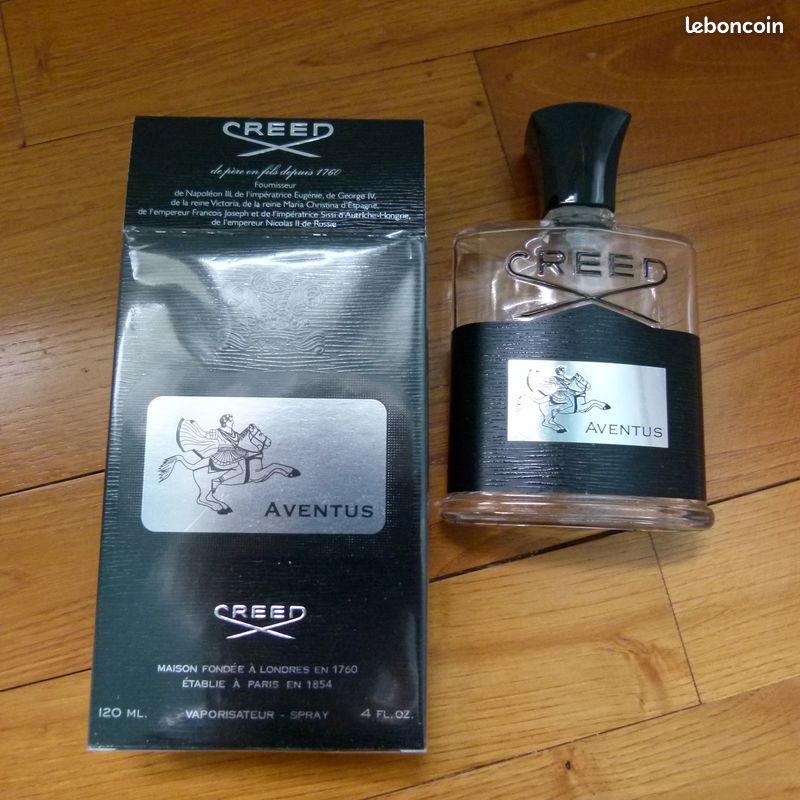 leboncoin
CREED
de père en fils depuis 1760
Fournisseur
de Napoléon III, de l'impératrice Eugénie, de George IV,
de la reine Victoria, de la reine Maria Christina d'Espagne,
de l'empereur Francois Joseph et de l'impératrice Sissi d'Autriche-Hongrie,
de l'empereur Nicolas II de Russie
AVENTUS
CREED
MAISON FONDÉE À LONDRES EN 1760
ÉTABLIE À PARIS EN 1854
120 ML. VAPORISATEUR - SPRAY 4 FL.OZ.
CREED
AVENTUS